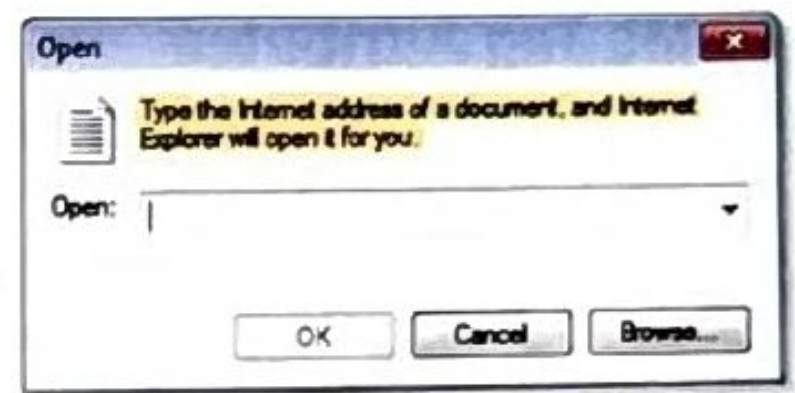 Open
Type the Internet address of a document, and Internet
Explorer will open it for you.
Open:
OK Cancel Browse...